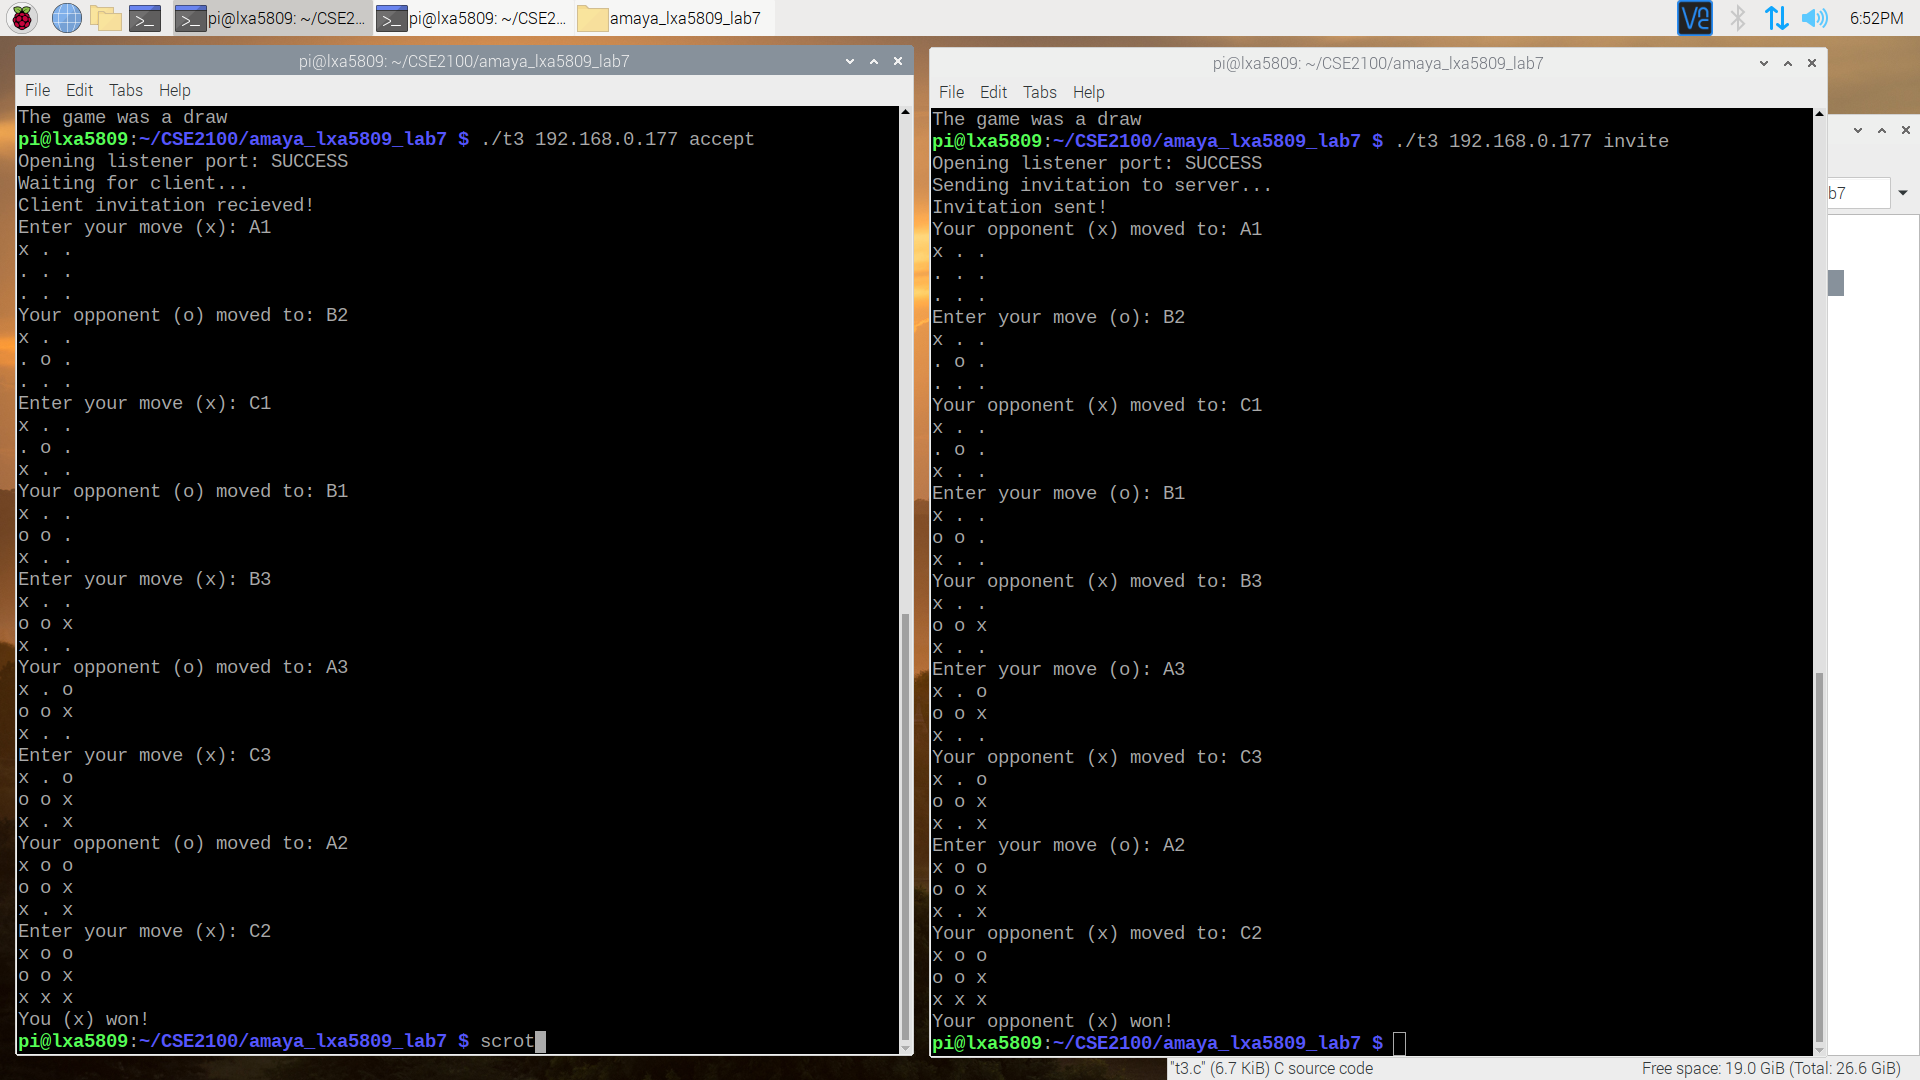 pi@lxa5809: ~/CSE2...
pi@lxa5809: ~/CSE2...
amaya_lxa5809_lab7
6:52PM
pi@lxa5809: ~/CSE2100/amaya_lxa5809_lab7
File Edit Tabs Help
The game was a draw
pi@lxa5809:~/CSE2100/amaya_lxa5809_lab7 $ ./t3 192.168.0.177 accept
Opening listener port: SUCCESS
Waiting for client...
Client invitation recieved!
Enter your move (x): A1
x . .
. . .
. . .
Your opponent (o) moved to: B2
x . .
. o .
. . .
Enter your move (x): C1
x . .
. o .
x . .
Your opponent (o) moved to: B1
x . .
o o .
x . .
Enter your move (x): B3
x . .
o o x
x . .
Your opponent (o) moved to: A3
x . o
o o x
x . .
Enter your move (x): C3
x . o
o o x
x . x
Your opponent (o) moved to: A2
x o o
o o x
x . x
Enter your move (x): C2
x o o
o o x
x x x
You (x) won!
pi@lxa5809:~/CSE2100/amaya_lxa5809_lab7 $ scrot
pi@lxa5809: ~/CSE2100/amaya_lxa5809_lab7
File Edit Tabs Help
The game was a draw
pi@lxa5809:~/CSE2100/amaya_lxa5809_lab7 $ ./t3 192.168.0.177 invite
Opening listener port: SUCCESS
Sending invitation to server...
Invitation sent!
Your opponent (x) moved to: A1
x . .
. . .
. . .
Enter your move (o): B2
x . .
. o .
. . .
Your opponent (x) moved to: C1
x . .
. o .
x . .
Enter your move (o): B1
x . .
o o .
x . .
Your opponent (x) moved to: B3
x . .
o o x
x . .
Enter your move (o): A3
x . o
o o x
x . .
Your opponent (x) moved to: C3
x . o
o o x
x . x
Enter your move (o): A2
x o o
o o x
x . x
Your opponent (x) moved to: C2
x o o
o o x
x x x
Your opponent (x) won!
pi@lxa5809:~/CSE2100/amaya_lxa5809_lab7 $
b7
"t3.c" (6.7 KiB) C source code
Free space: 19.0 GiB (Total: 26.6 GiB)